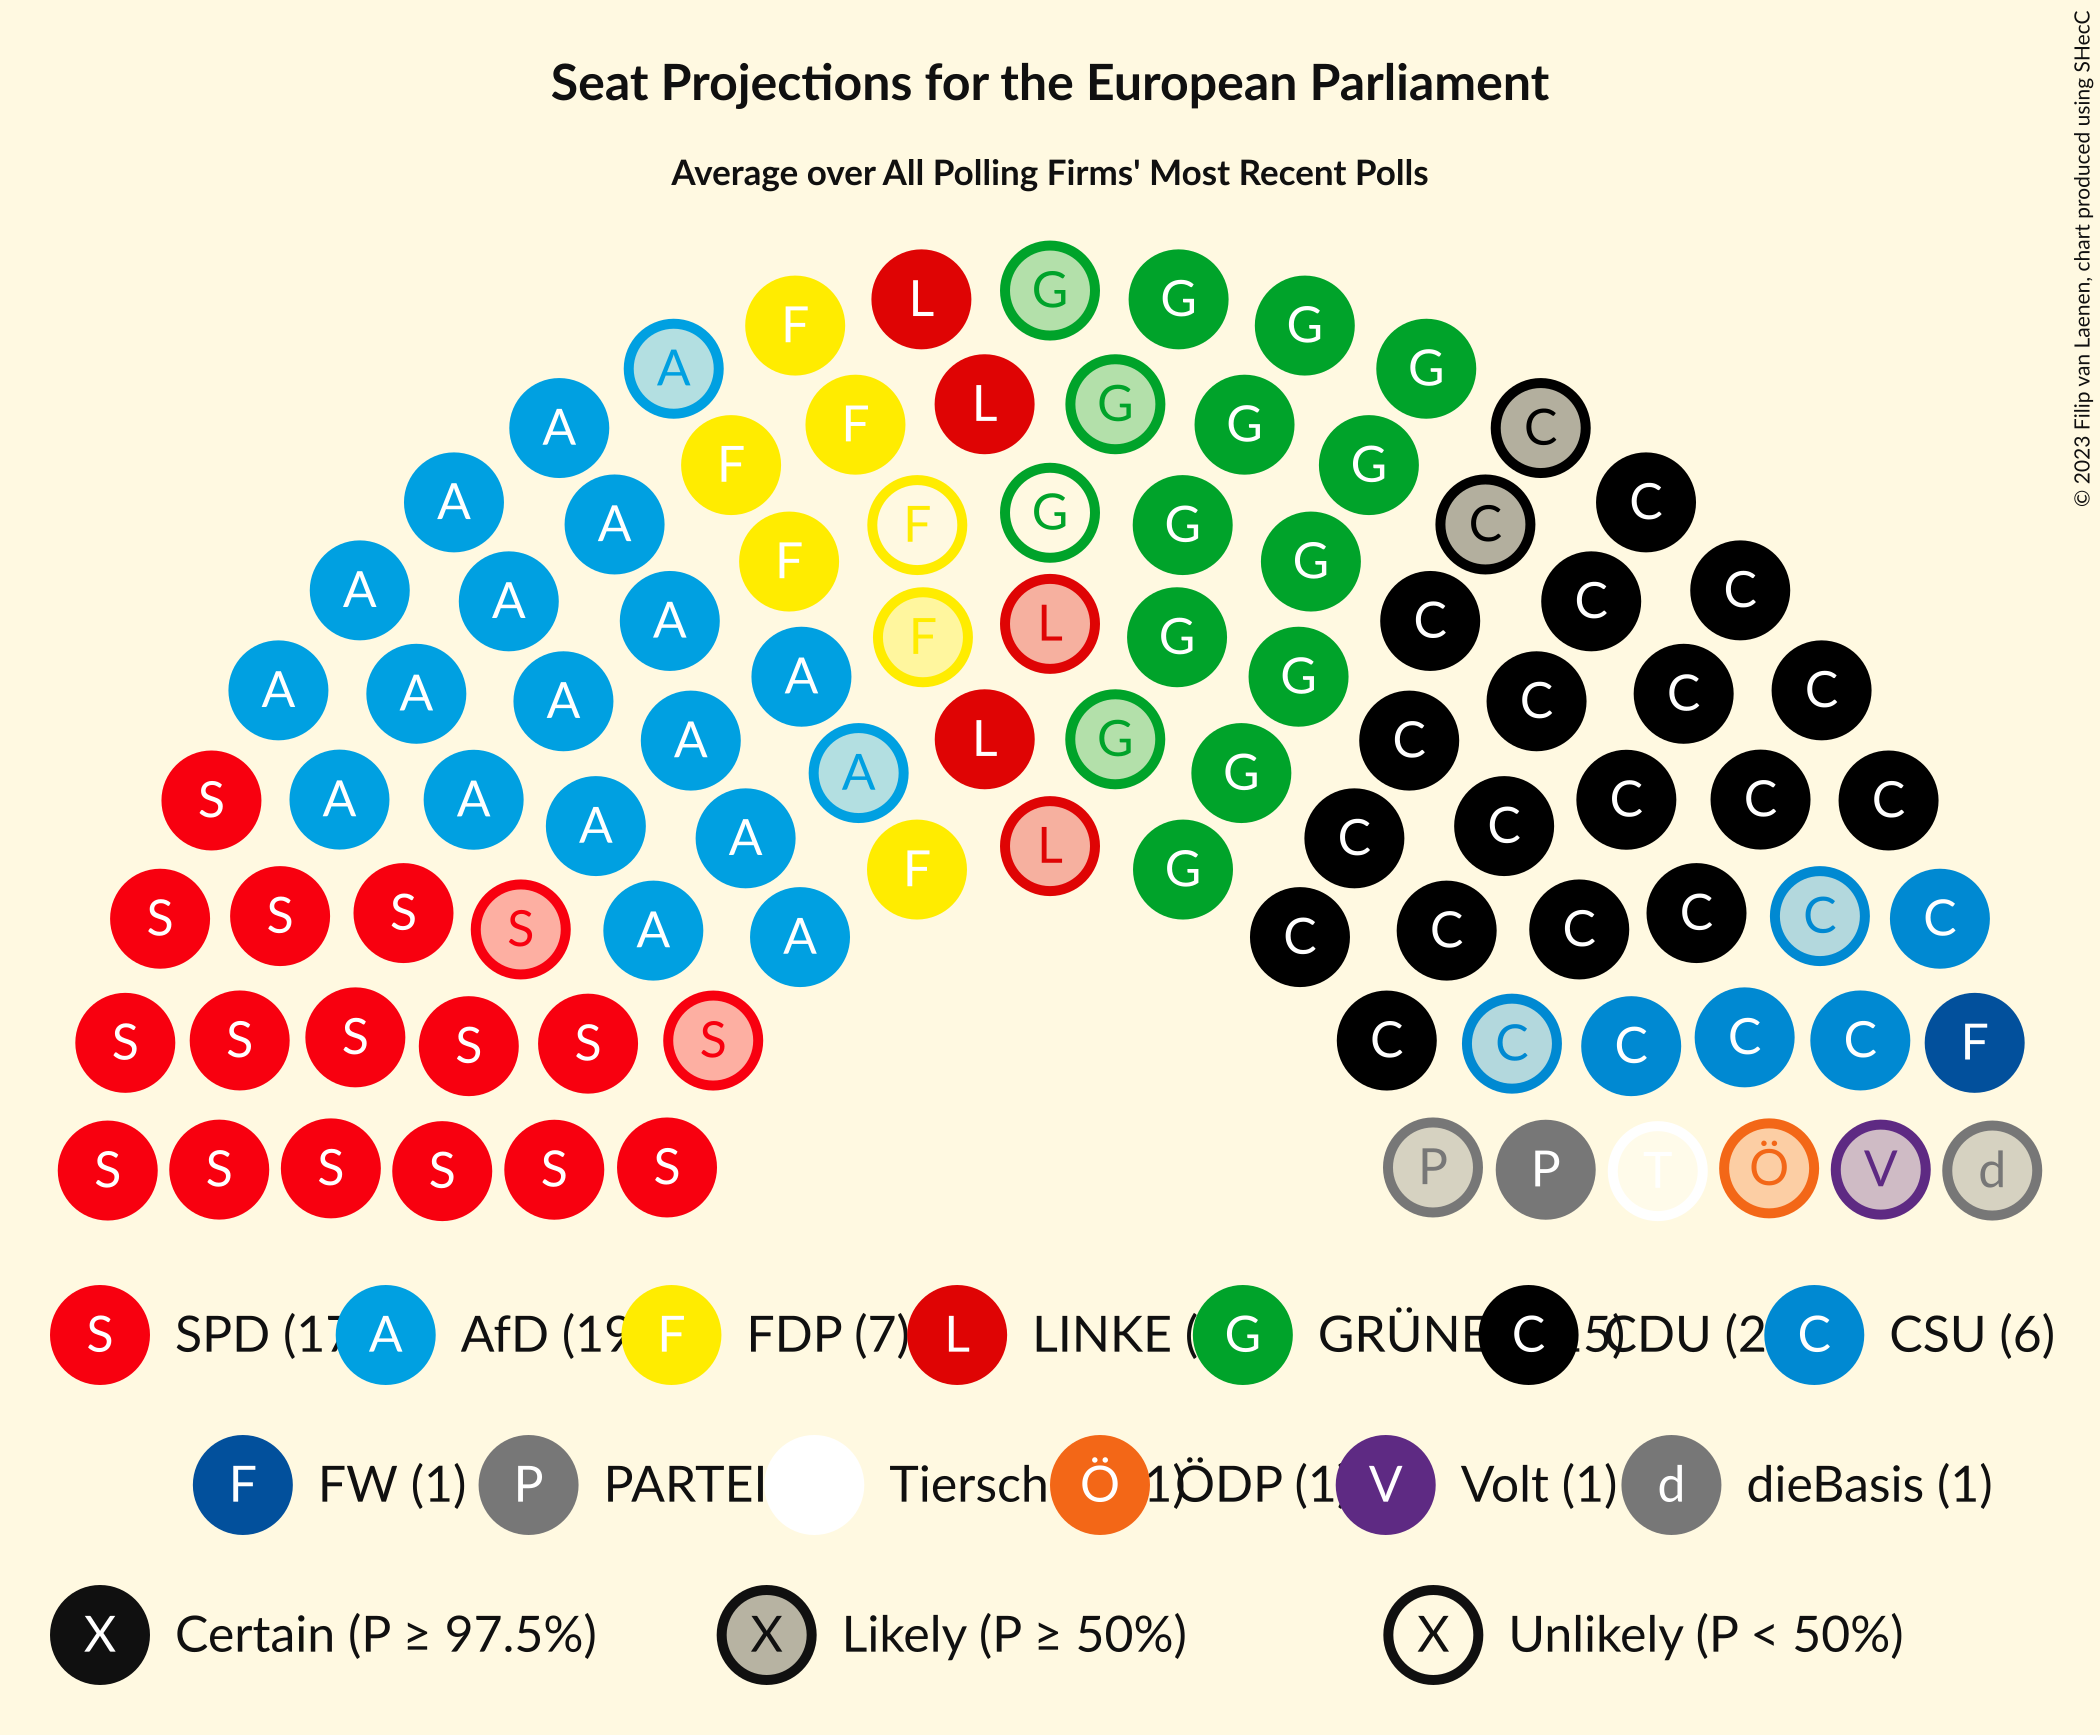 Seat Projections for the European Parliament
Average over All Polling Firms' Most Recent Polls
© 2023 Filip van Laenen, chart produced using SHecC
L G G
F G
A G
L G
A F G C
F G
A G C
A F G C
F G
A C
A C
A L C
F G
A G
A A C C
A C
A L G C
A G
S A A C C C
A C
A L C
F G
S S S C C C
S A A C C C
S S S S S S C C C C C F
S S S S S S P P T Ö V d
S SPD (17 A AfD (19 F FDP (7) L LINKE ( G GRÜNE C 5) CDU (2 C CSU (6)
F FW (1) P PARTEI Tiersch Ö 1) ÖDP (1) V Volt (1) d dieBasis (1)
X Certain (P ≥ 97.5%) X Likely (P ≥ 50%) X Unlikely (P < 50%)